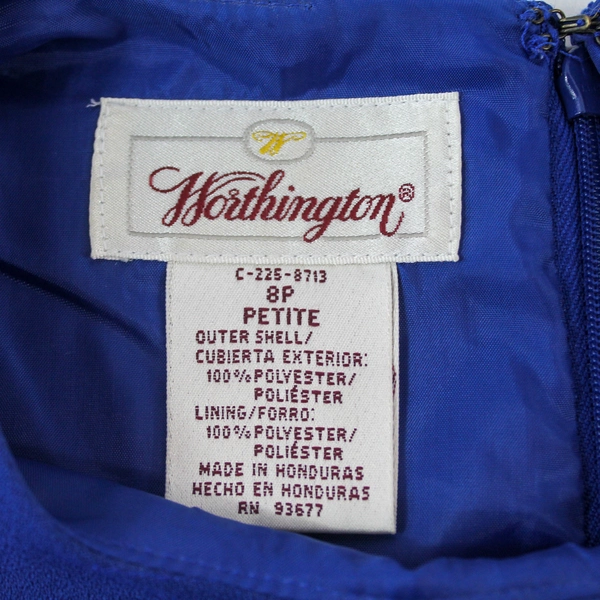 W
Worthington®
C-225-8713
8P
PETITE
OUTER SHELL/
CUBIERTA EXTERIOR:
100% POLYESTER/
POLIÉSTER
LINING/FORRO:
100% POLYESTER/
POLIÉSTER
MADE IN HONDURAS
HECHO EN HONDURAS
RN 93677